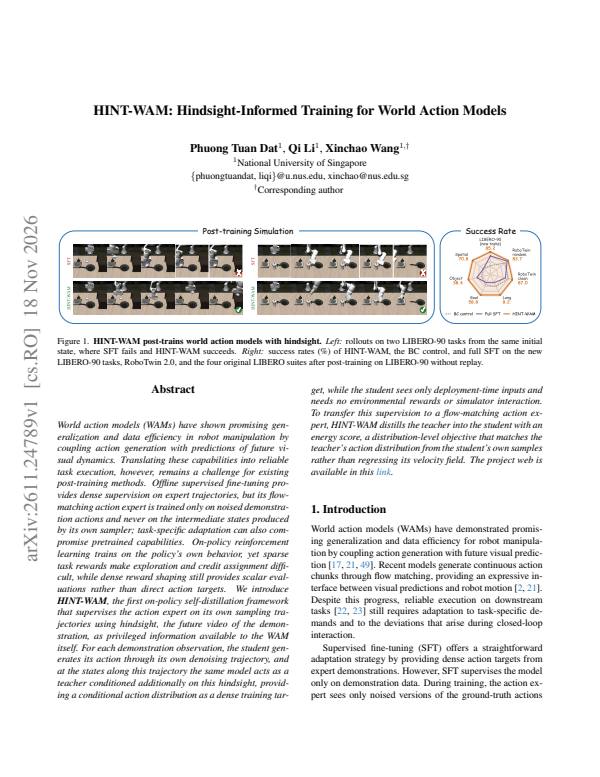 HINT-WAM: Hindsight-Informed Training for World Action Models
Phuong Tuan Dat¹, Qi Li¹, Xinchao Wang¹,†
¹National University of Singapore
{phuongtuandat, liqi}@u.nus.edu, xinchao@nus.edu.sg
†Corresponding author
arXiv:2611.24789v1 [cs.RO] 18 Nov 2026
Post-training Simulation
SFT
SFT
HINT-WAM
HINT-WAM
Success Rate
LIBERO-90
(new tasks)
RoboTwin
random
RoboTwin
clean
87.0
Long
Goal
Object
Spatial
BC control
Full SFT
HINT-WAM
Figure 1. HINT-WAM post-trains world action models with hindsight. Left: rollouts on two LIBERO-90 tasks from the same initial
state, where SFT fails and HINT-WAM succeeds. Right: success rates (%) of HINT-WAM, the BC control, and full SFT on the new
LIBERO-90 tasks, RoboTwin 2.0, and the four original LIBERO suites after post-training on LIBERO-90 without replay.
Abstract
World action models (WAMs) have shown promising gen-
eralization and data efficiency in robot manipulation by
coupling action generation with predictions of future vi-
sual dynamics. Translating these capabilities into reliable
task execution, however, remains a challenge for existing
post-training methods. Offline supervised fine-tuning pro-
vides dense supervision on expert trajectories, but its flow-
matching action expert is trained only on noised demonstra-
tion actions and never on the intermediate states produced
by its own sampler; task-specific adaptation can also com-
promise pretrained capabilities. On-policy reinforcement
learning trains on the policy's own behavior, yet sparse
task rewards make exploration and credit assignment diffi-
cult, while dense reward shaping still provides scalar eval-
uations rather than direct action targets. We introduce
HINT-WAM, the first on-policy self-distillation framework
that supervises the action expert on its own sampling tra-
jectories using hindsight, the future video of the demon-
stration, as privileged information available to the WAM
itself. For each demonstration observation, the student gen-
erates its action through its own denoising trajectory, and
at the states along this trajectory the same model acts as a
teacher conditioned additionally on this hindsight, provid-
ing a conditional action distribution as a dense training tar-
get, while the student sees only deployment-time inputs and
needs no environmental rewards or simulator interaction.
To transfer this supervision to a flow-matching action ex-
pert, HINT-WAM distills the teacher into the student with an
energy score, a distribution-level objective that matches the
teacher's action distribution from the student's own samples
rather than regressing its velocity field. The project web is
available in this link.
1. Introduction
World action models (WAMs) have demonstrated promis-
ing generalization and data efficiency for robot manipula-
tion by coupling action generation with future visual predic-
tion [17, 21, 49]. Recent models generate continuous action
chunks through flow matching, providing an expressive in-
terface between visual predictions and robot motion [2, 21].
Despite this progress, reliable execution on downstream
tasks [22, 23] still requires adaptation to task-specific de-
mands and to the deviations that arise during closed-loop
interaction.
Supervised fine-tuning (SFT) offers a straightforward
adaptation strategy by providing dense action targets from
expert demonstrations. However, SFT supervises the model
only on demonstration data. During training, the action ex-
pert sees only noised versions of the ground-truth actions